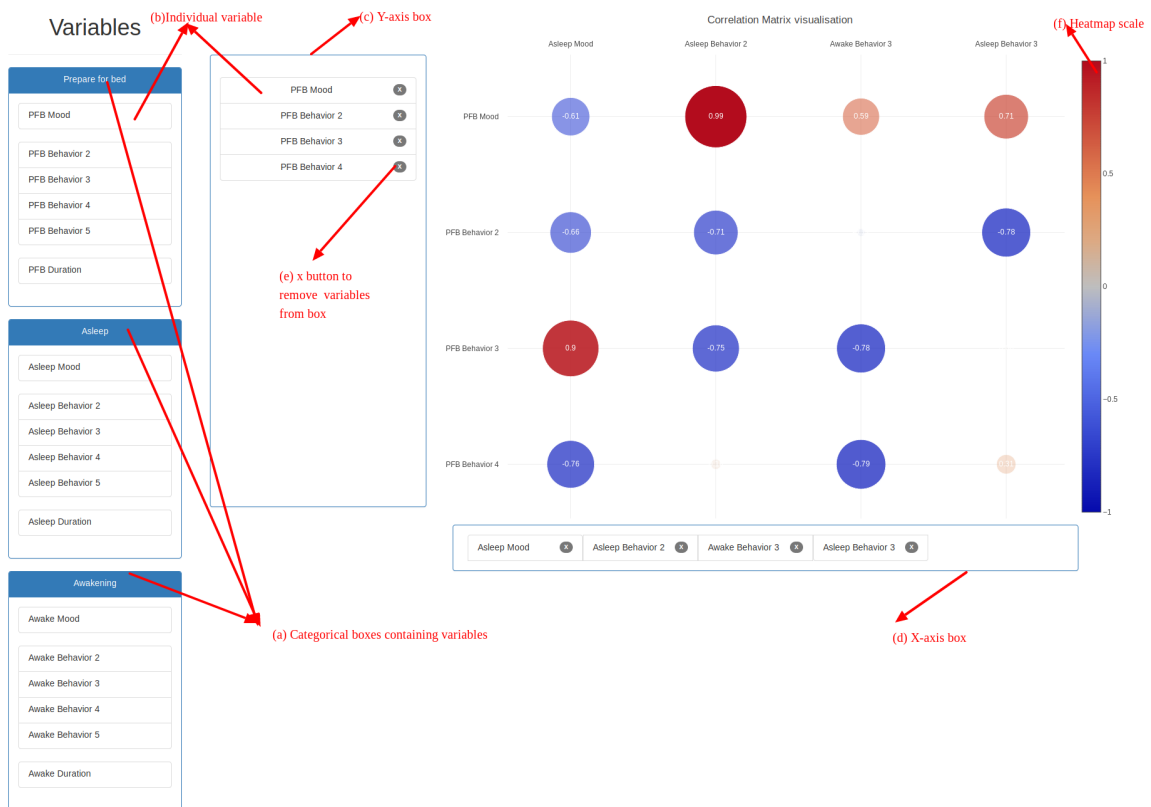 Variables
(b)Individual variable
(c) Y-axis box
Correlation Matrix visualisation
(f) Heatmap scale
Prepare for bed
PFB Mood
PFB Behavior 2
PFB Behavior 3
PFB Behavior 4
PFB Behavior 5
PFB Duration
Asleep
Asleep Mood
Asleep Behavior 2
Asleep Behavior 3
Asleep Behavior 4
Asleep Behavior 5
Asleep Duration
Awakening
Awake Mood
Awake Behavior 2
Awake Behavior 3
Awake Behavior 4
Awake Behavior 5
Awake Duration
(a) Categorical boxes containing variables
PFB Mood x
PFB Behavior 2 x
PFB Behavior 3 x
PFB Behavior 4 x
(e) x button to
remove variables
from box
Asleep Mood Asleep Behavior 2 Awake Behavior 3 Asleep Behavior 3
PFB Mood -0.61 0.99 0.59 0.71
PFB Behavior 2 -0.66 -0.71 -0.78
PFB Behavior 3 0.9 -0.75 -0.78
PFB Behavior 4 -0.76 -0.79
1
0.5
0
−0.5
−1
Asleep Mood x Asleep Behavior 2 x Awake Behavior 3 x Asleep Behavior 3 x
(d) X-axis box